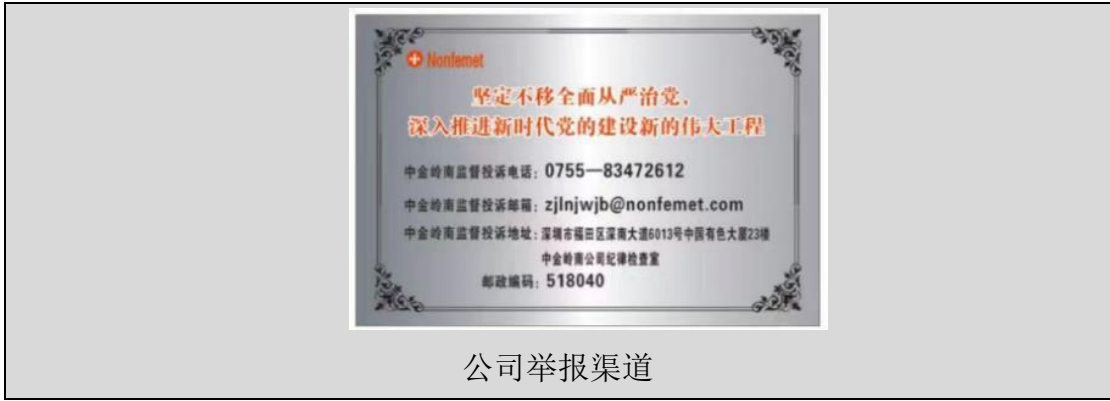 Nonfemet
坚定不移全面从严治党,
深入推进新时代党的建设新的伟大工程
中金岭南监督投诉电话:0755—83472612
中金岭南监督投诉邮箱:zjlnjwjb@nonfemet.com
中金岭南监督投诉地址:深圳市福田区深南大道6013号中国有色大厦23楼
中金岭南公司纪律检查室
邮政编码:518040
公司举报渠道